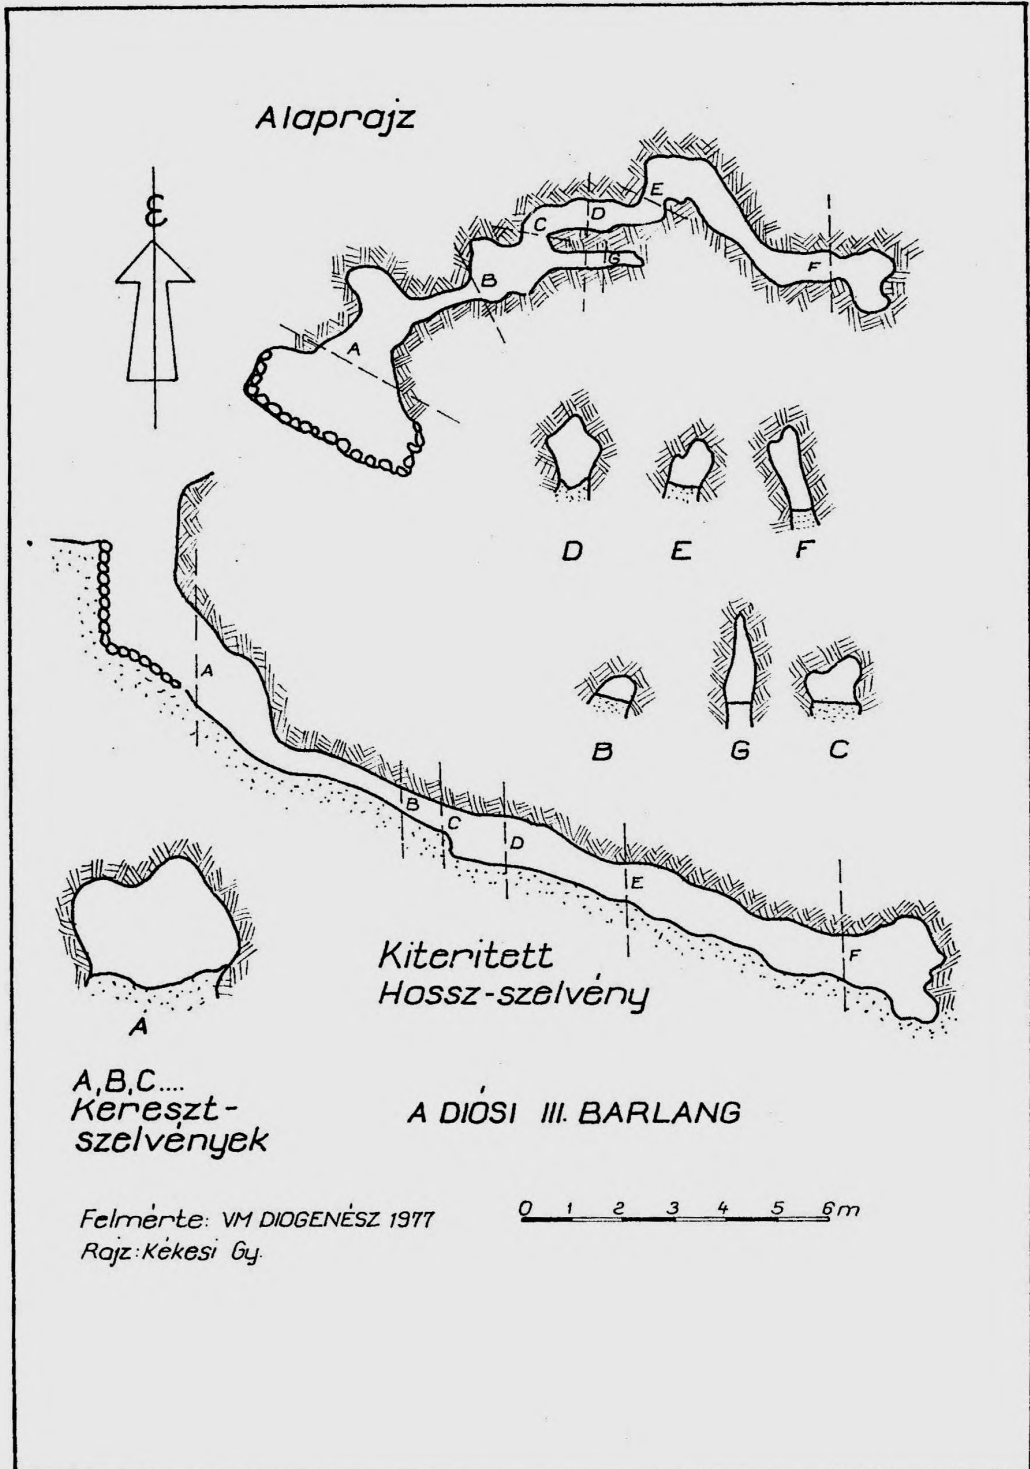 Alaprajz
É
A
B
C
D
E
F
G
D E F
B G C
A
B
C
D
E
F
A
Kiterített
Hossz-szelvény
A,B,C....
Kereszt-
szelvények
A DIÓSI III. BARLANG
Felmérte: VM DIOGENÉSZ 1977
Rajz: Kékesi Gy.
0 1 2 3 4 5 6m